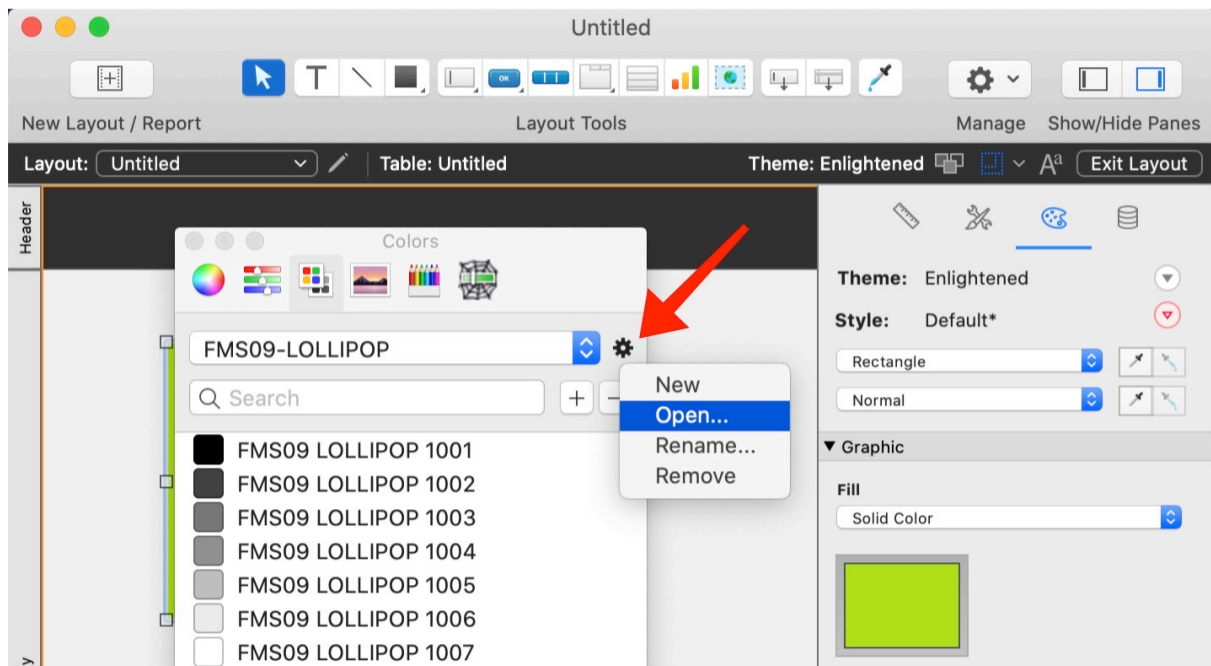 Untitled
OK
New Layout / Report
Layout Tools
Manage
Show/Hide Panes
Layout:
Untitled
Table: Untitled
Theme: Enlightened
Aa
Exit Layout
Header
Colors
FMS09-LOLLIPOP
Search
New
Open...
Rename...
Remove
FMS09 LOLLIPOP 1001
FMS09 LOLLIPOP 1002
FMS09 LOLLIPOP 1003
FMS09 LOLLIPOP 1004
FMS09 LOLLIPOP 1005
FMS09 LOLLIPOP 1006
FMS09 LOLLIPOP 1007
Theme: Enlightened
Style: Default*
Rectangle
Normal
Graphic
Fill
Solid Color